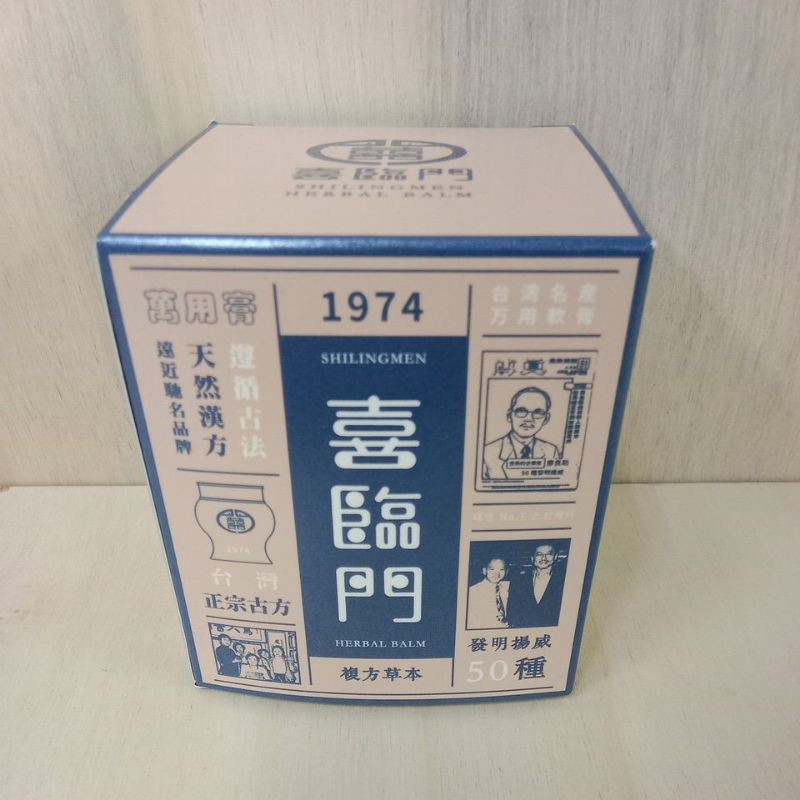 喜臨門
SHILINGMEN
HERBAL BALM
萬用膏
遵循古法
天然漢方
遠近馳名品牌
1974
台灣
正宗古方
1974
SHILINGMEN
喜臨門
HERBAL BALM
複方草本
台湾名産
万用軟膏
發明揚威
50種